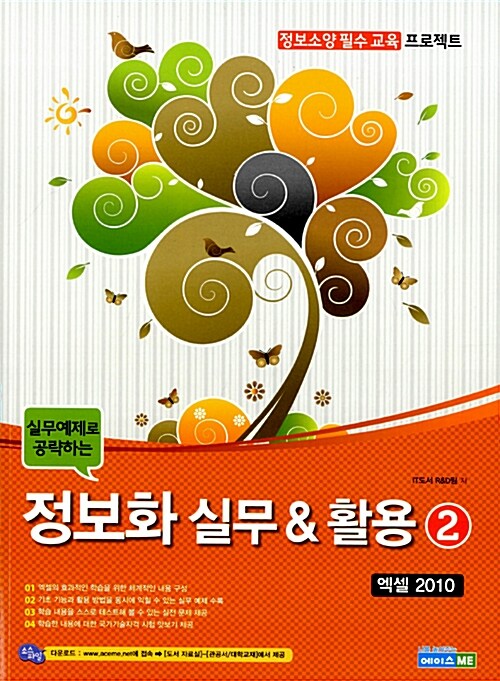 정보소양 필수 교육 프로젝트
실무예제로
공략하는
IT도서 R&D팀 저
정보화 실무 & 활용 2
엑셀 2010
01 엑셀의 효과적인 학습을 위한 체계적인 내용 구성
02 기초 기능과 활용 방법을 동시에 익힐 수 있는 실무 예제 수록
03 학습 내용을 스스로 테스트해 볼 수 있는 실전 문제 제공
04 학습한 내용에 대한 국가기술자격 시험 맛보기 제공
소스파일
다운로드 : www.aceme.net에 접속 ➡ [도서 자료실]-[관공서/대학교재]에서 제공
에이스 ME